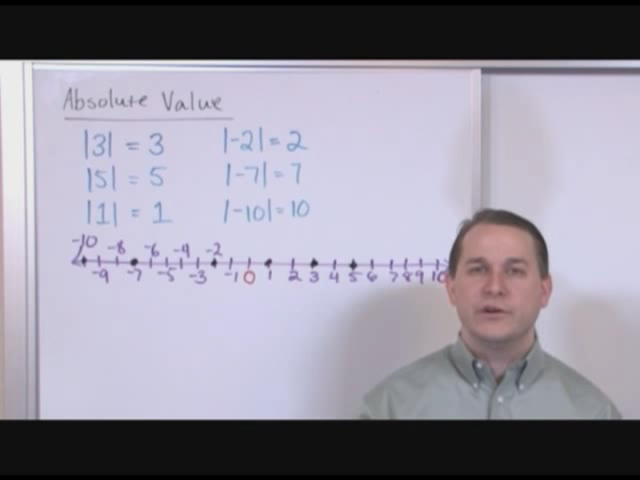 Absolute Value
|3| = 3 |-2| = 2
|5| = 5 |-7| = 7
|1| = 1 |-10| = 10
-10 -8 -6 -4 -2
-9 -7 -5 -3 -1 0 1 2 3 4 5 6 7 8 9 10